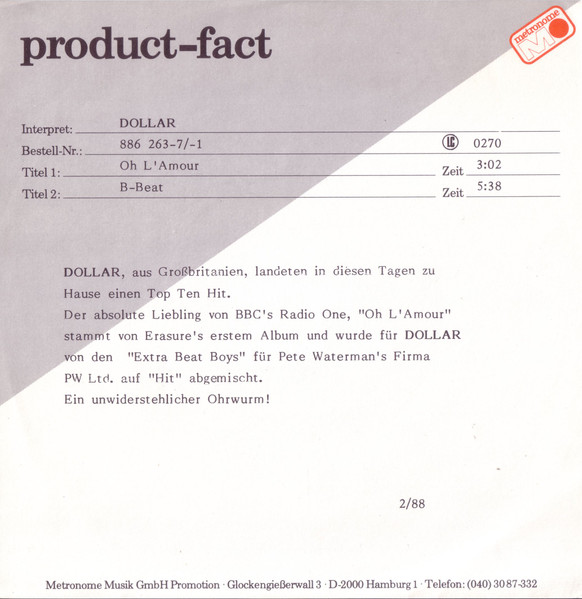 product-fact
metronome
M
Interpret: DOLLAR
Bestell-Nr.: 886 263-7/-1 LC 0270
Titel 1: Oh L'Amour Zeit 3:02
Titel 2: B-Beat Zeit 5:38
DOLLAR, aus Großbritanien, landeten in diesen Tagen zu
Hause einen Top Ten Hit.
Der absolute Liebling von BBC's Radio One, "Oh L'Amour"
stammt von Erasure's erstem Album und wurde für DOLLAR
von den "Extra Beat Boys" für Pete Waterman's Firma
PW Ltd. auf "Hit" abgemischt.
Ein unwiderstehlicher Ohrwurm!
2/88
Metronome Musik GmbH Promotion · Glockengießerwall 3 · D-2000 Hamburg 1 · Telefon: (040) 30 87-332